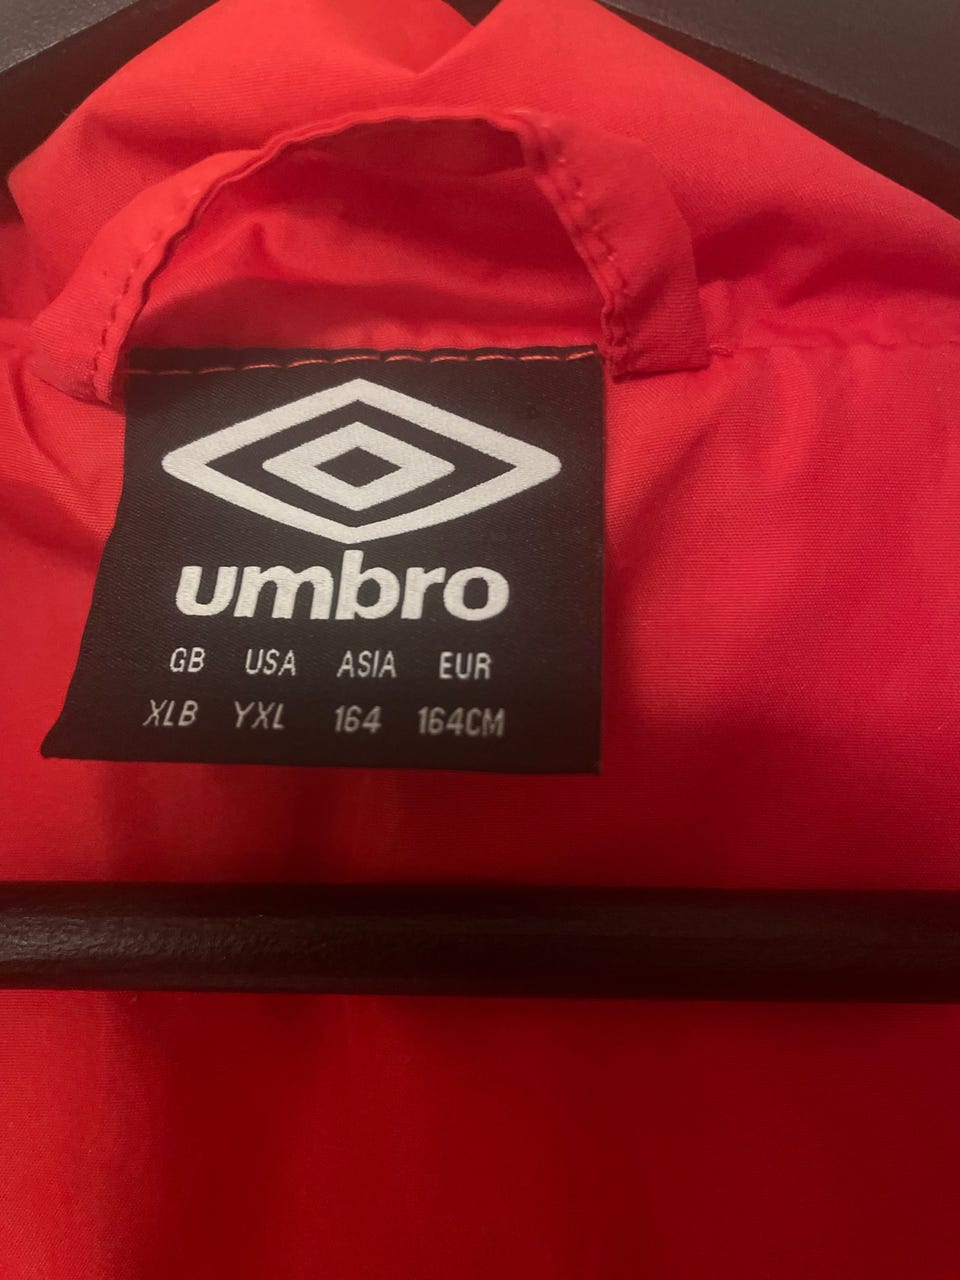 umbro
GB USA ASIA EUR
XLB YXL 164 164CM